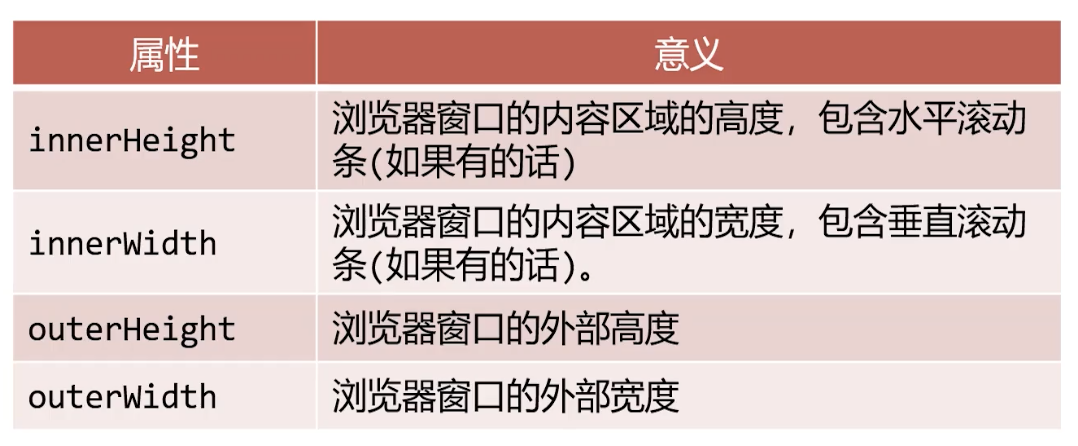 属性 意义
innerHeight 浏览器窗口的内容区域的高度，包含水平滚动
条(如果有的话)
innerWidth 浏览器窗口的内容区域的宽度，包含垂直滚动
条(如果有的话)。
outerHeight 浏览器窗口的外部高度
outerWidth 浏览器窗口的外部宽度